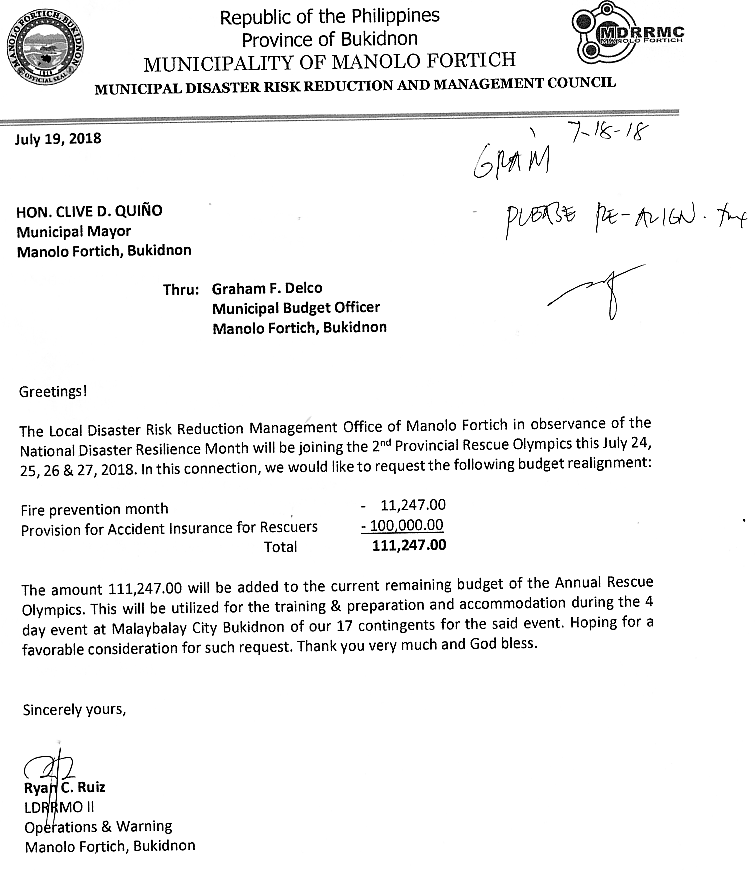 MANOLO FORTICH, BUKIDNON
OFFICIAL SEAL
Republic of the Philippines
Province of Bukidnon
MUNICIPALITY OF MANOLO FORTICH
MUNICIPAL DISASTER RISK REDUCTION AND MANAGEMENT COUNCIL
MDRRMC
MANOLO FORTICH
July 19, 2018
7-18-18
GRAM
PLEASE RE-ALIGN.
HON. CLIVE D. QUIÑO
Municipal Mayor
Manolo Fortich, Bukidnon
Thru: Graham F. Delco
Municipal Budget Officer
Manolo Fortich, Bukidnon
Greetings!
The Local Disaster Risk Reduction Management Office of Manolo Fortich in observance of the
National Disaster Resilience Month will be joining the 2nd Provincial Rescue Olympics this July 24,
25, 26 & 27, 2018. In this connection, we would like to request the following budget realignment:
Fire prevention month - 11,247.00
Provision for Accident Insurance for Rescuers - 100,000.00
Total 111,247.00
The amount 111,247.00 will be added to the current remaining budget of the Annual Rescue
Olympics. This will be utilized for the training & preparation and accommodation during the 4
day event at Malaybalay City Bukidnon of our 17 contingents for the said event. Hoping for a
favorable consideration for such request. Thank you very much and God bless.
Sincerely yours,
Ryan C. Ruiz
LDRRMO II
Operations & Warning
Manolo Fortich, Bukidnon